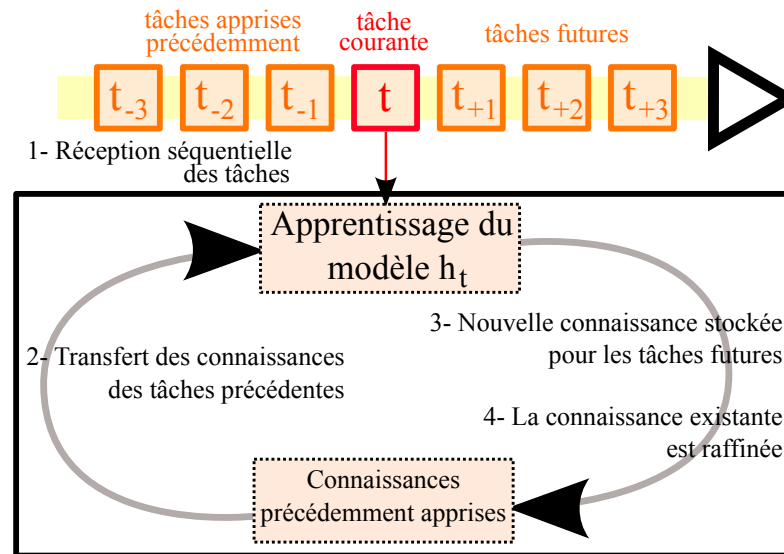 tâches apprises
précédemment
tâche
courante
tâches futures
t-3 t-2 t-1 t t+1 t+2 t+3
1- Réception séquentielle
des tâches
Apprentissage du
modèle ht
3- Nouvelle connaissance stockée
pour les tâches futures
2- Transfert des connaissances
des tâches précédentes
4- La connaissance existante
est raffinée
Connaissances
précédemment apprises